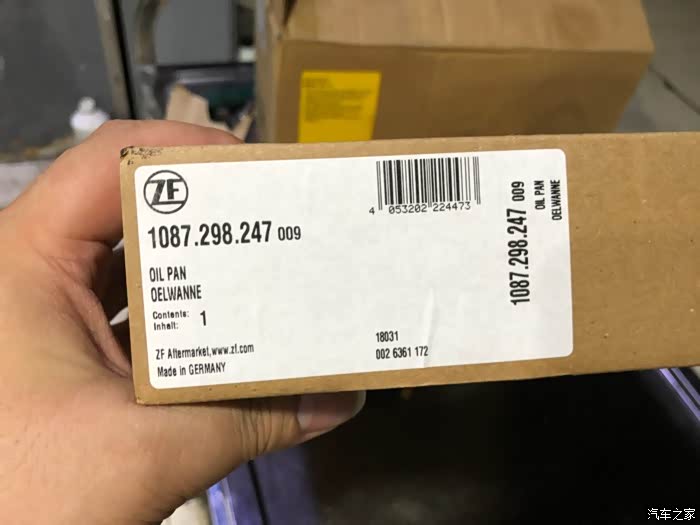 ZF
4 053202 224473
1087.298.247 009
OIL PAN
OELWANNE
Contents:
Inhalt: 1
ZF Aftermarket,www.zf.com
Made in GERMANY
18031
002 6361 172
1087.298.247 009
OIL PAN
OELWANNE
汽车之家